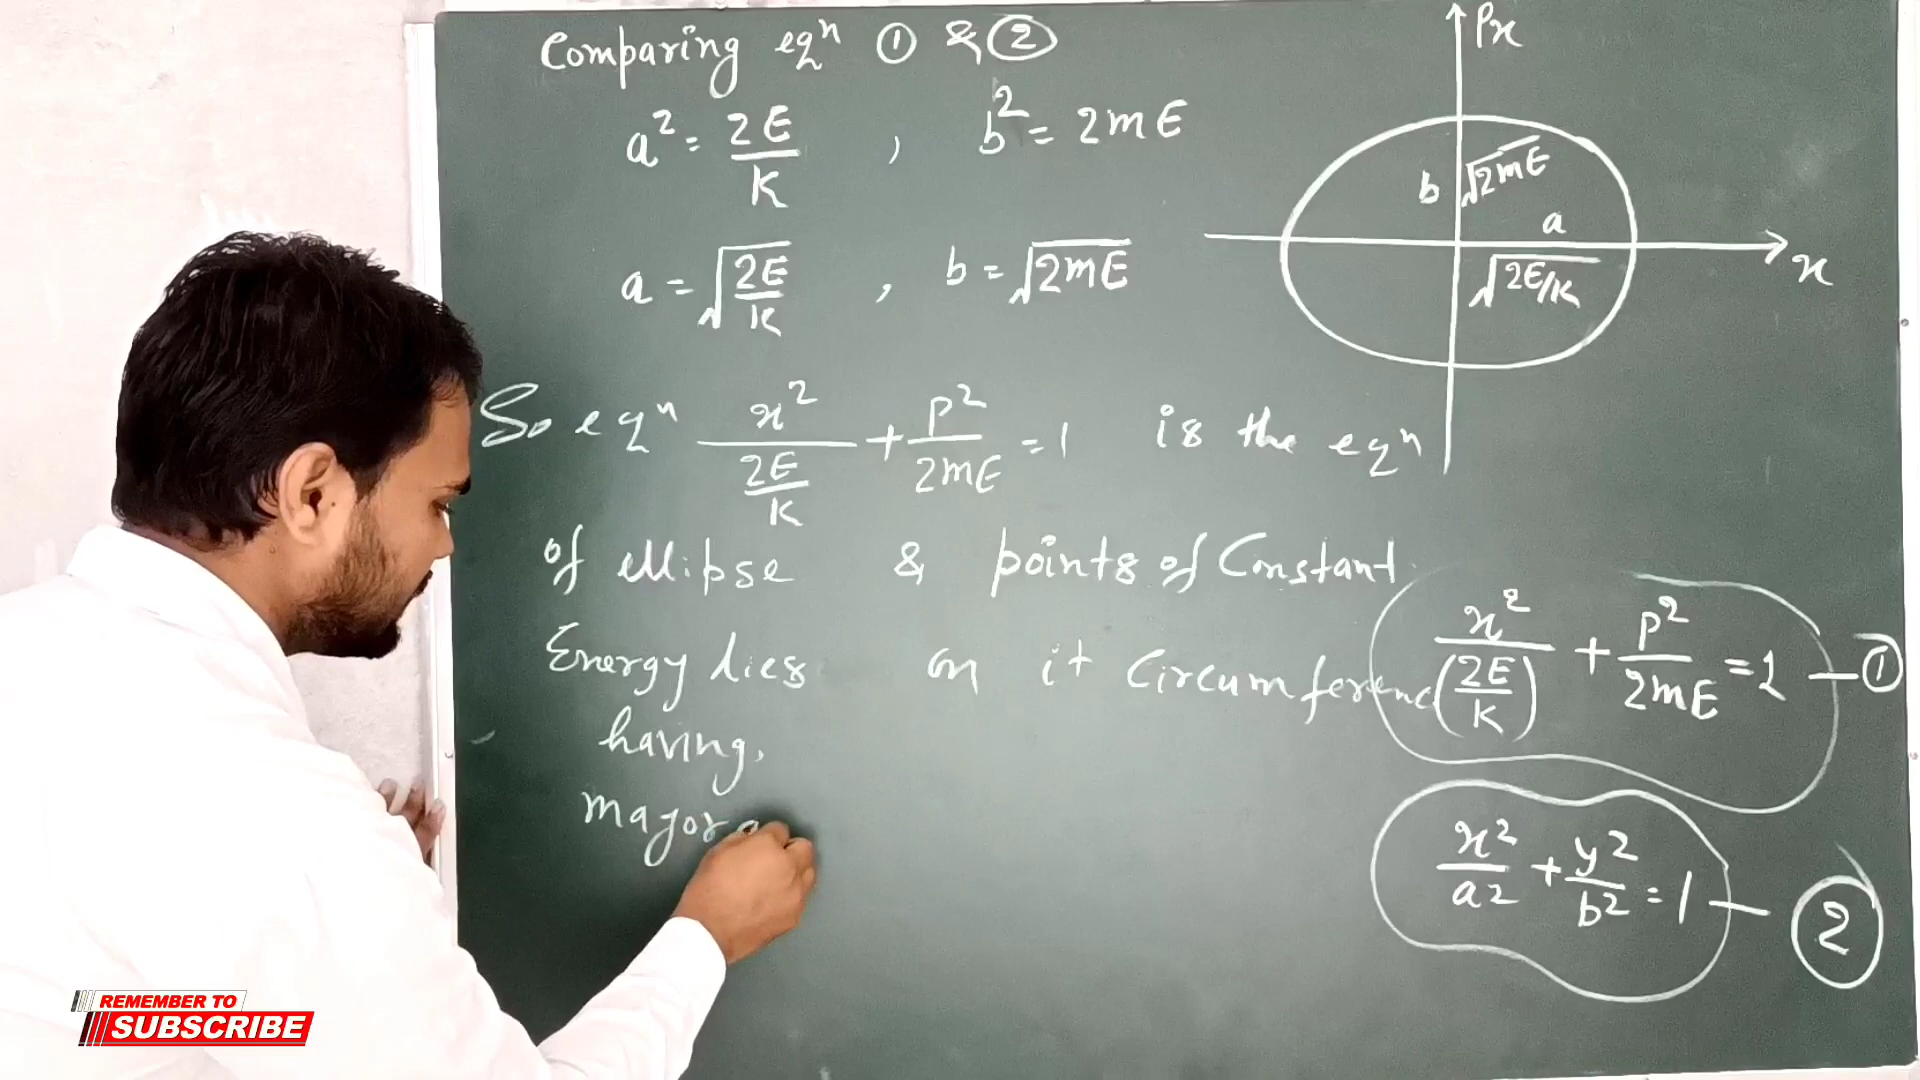 Comparing eqⁿ ① & ②
a² = 2E/K , b² = 2mE
a = √(2E/K) , b = √(2mE)
So eqⁿ x²/(2E/K) + P²/2mE = 1 is the eqⁿ
of ellipse & points of Constant
Energy lies on it Circumferenc
having,
major a
Px
b √2mE
a
√2E/K
x
x²/(2E/K) + P²/2mE = 1 — ①
x²/a2 + y²/b² = 1 — ②
REMEMBER TO
SUBSCRIBE